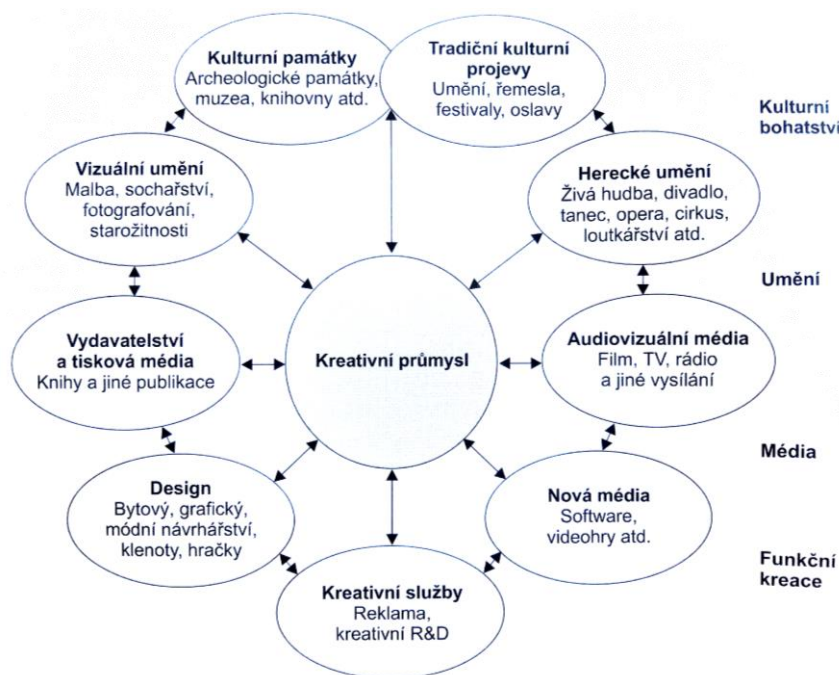 Kulturní památky
Archeologické památky,
muzea, knihovny atd.
Tradiční kulturní
projevy
Umění, řemesla,
festivaly, oslavy
Kulturní
bohatství
Vizuální umění
Malba, sochařství,
fotografování,
starožitnosti
Herecké umění
Živá hudba, divadlo,
tanec, opera, cirkus,
loutkářství atd.
Umění
Vydavatelství
a tisková média
Knihy a jiné publikace
Kreativní průmysl
Audiovizuální média
Film, TV, rádio
a jiné vysílání
Média
Design
Bytový, grafický,
módní návrhářství,
klenoty, hračky
Nová média
Software,
videohry atd.
Funkční
kreace
Kreativní služby
Reklama,
kreativní R&D